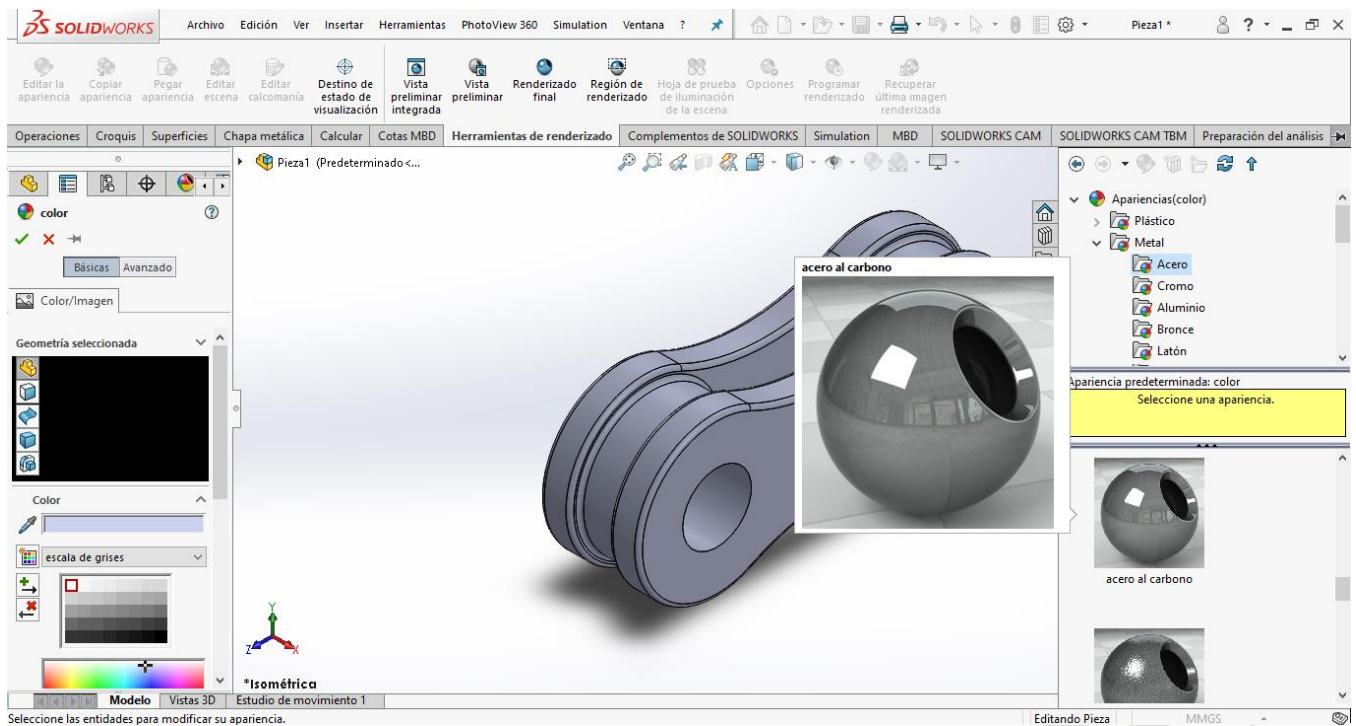 SOLIDWORKS
Archivo Edición Ver Insertar Herramientas PhotoView 360 Simulation Ventana ?
Pieza1 *
?
Editar la apariencia
Copiar apariencia
Pegar apariencia
Editar escena
Editar calcomanía
Destino de estado de visualización
Vista preliminar integrada
Vista preliminar
Renderizado final
Región de renderizado
Hoja de prueba de iluminación de la escena
Opciones
Programar renderizado
Recuperar última imagen renderizada
Operaciones Croquis Superficies Chapa metálica Calcular Cotas MBD Herramientas de renderizado Complementos de SOLIDWORKS Simulation MBD SOLIDWORKS CAM SOLIDWORKS CAM TBM Preparación del análisis
Pieza1 (Predeterminado<...
color
Básicas Avanzado
Color/Imagen
Geometría seleccionada
Color
escala de grises
acero al carbono
Y
Z
X
*Isométrica
Apariencias(color)
Plástico
Metal
Acero
Cromo
Aluminio
Bronce
Latón
Apariencia predeterminada: color
Seleccione una apariencia.
acero al carbono
Modelo Vistas 3D Estudio de movimiento 1
Seleccione las entidades para modificar su apariencia.
Editando Pieza MMGS